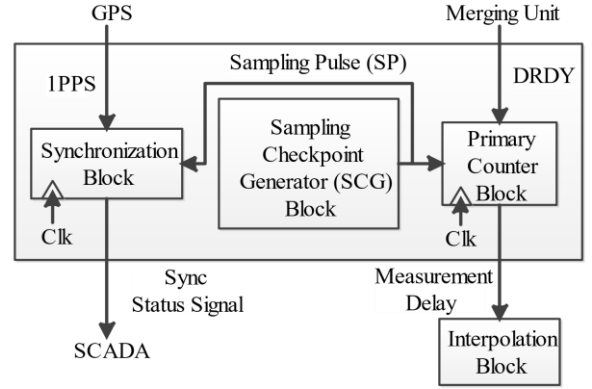 GPS
Merging Unit
Sampling Pulse (SP)
1PPS
DRDY
Synchronization
Block
Clk
Sampling
Checkpoint
Generator (SCG)
Block
Primary
Counter
Block
Clk
Sync
Status Signal
Measurement
Delay
SCADA
Interpolation
Block